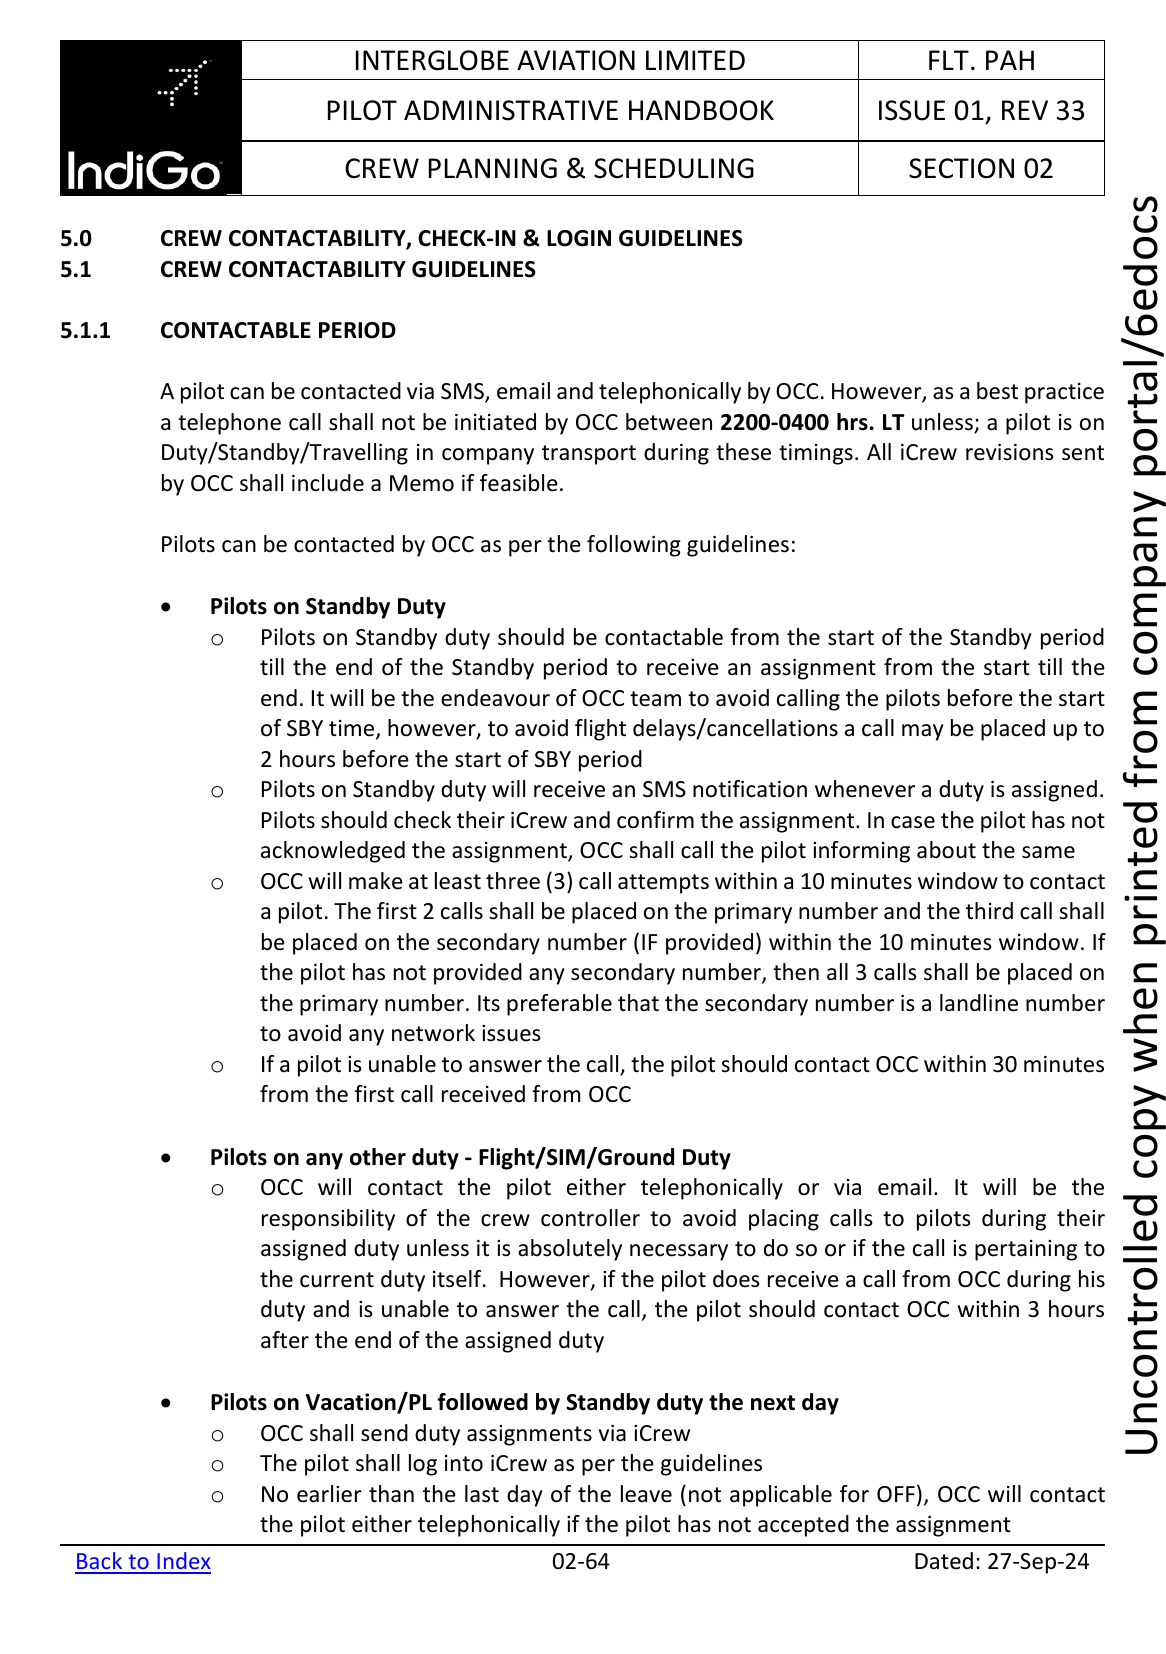 IndiGo
INTERGLOBE AVIATION LIMITED
FLT. PAH
PILOT ADMINISTRATIVE HANDBOOK
ISSUE 01, REV 33
CREW PLANNING & SCHEDULING
SECTION 02
5.0 CREW CONTACTABILITY, CHECK-IN & LOGIN GUIDELINES
5.1 CREW CONTACTABILITY GUIDELINES
5.1.1 CONTACTABLE PERIOD
A pilot can be contacted via SMS, email and telephonically by OCC. However, as a best practice
a telephone call shall not be initiated by OCC between 2200-0400 hrs. LT unless; a pilot is on
Duty/Standby/Travelling in company transport during these timings. All iCrew revisions sent
by OCC shall include a Memo if feasible.
Pilots can be contacted by OCC as per the following guidelines:
• Pilots on Standby Duty
o Pilots on Standby duty should be contactable from the start of the Standby period
till the end of the Standby period to receive an assignment from the start till the
end. It will be the endeavour of OCC team to avoid calling the pilots before the start
of SBY time, however, to avoid flight delays/cancellations a call may be placed up to
2 hours before the start of SBY period
o Pilots on Standby duty will receive an SMS notification whenever a duty is assigned.
Pilots should check their iCrew and confirm the assignment. In case the pilot has not
acknowledged the assignment, OCC shall call the pilot informing about the same
o OCC will make at least three (3) call attempts within a 10 minutes window to contact
a pilot. The first 2 calls shall be placed on the primary number and the third call shall
be placed on the secondary number (IF provided) within the 10 minutes window. If
the pilot has not provided any secondary number, then all 3 calls shall be placed on
the primary number. Its preferable that the secondary number is a landline number
to avoid any network issues
o If a pilot is unable to answer the call, the pilot should contact OCC within 30 minutes
from the first call received from OCC
• Pilots on any other duty - Flight/SIM/Ground Duty
o OCC will contact the pilot either telephonically or via email. It will be the
responsibility of the crew controller to avoid placing calls to pilots during their
assigned duty unless it is absolutely necessary to do so or if the call is pertaining to
the current duty itself. However, if the pilot does receive a call from OCC during his
duty and is unable to answer the call, the pilot should contact OCC within 3 hours
after the end of the assigned duty
• Pilots on Vacation/PL followed by Standby duty the next day
o OCC shall send duty assignments via iCrew
o The pilot shall log into iCrew as per the guidelines
o No earlier than the last day of the leave (not applicable for OFF), OCC will contact
the pilot either telephonically if the pilot has not accepted the assignment
Back to Index 02-64 Dated: 27-Sep-24
Uncontrolled copy when printed from company portal/6edocs